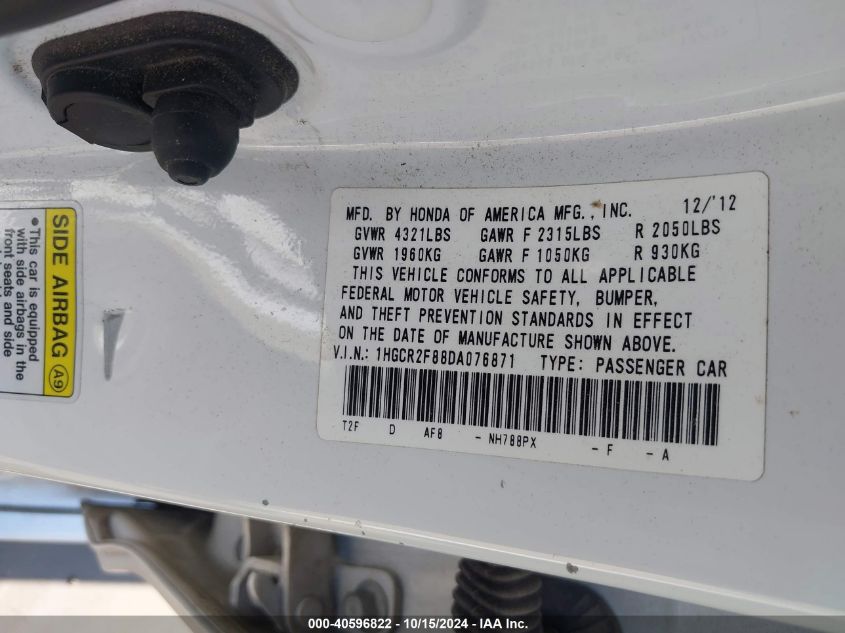 MFD. BY HONDA OF AMERICA MFG., INC. 12/'12
GVWR 4321LBS GAWR F 2315LBS R 2050LBS
GVWR 1960KG GAWR F 1050KG R 930KG
THIS VEHICLE CONFORMS TO ALL APPLICABLE
FEDERAL MOTOR VEHICLE SAFETY, BUMPER,
AND THEFT PREVENTION STANDARDS IN EFFECT
ON THE DATE OF MANUFACTURE SHOWN ABOVE.
V.I.N.: 1HGCR2F88DA076871 TYPE: PASSENGER CAR
T2F D AF8 - NH788PX - F - A
SIDE AIRBAG A9
• This car is equipped
with side airbags in the
front seats and side
000-40596822 - 10/15/2024 - IAA Inc.